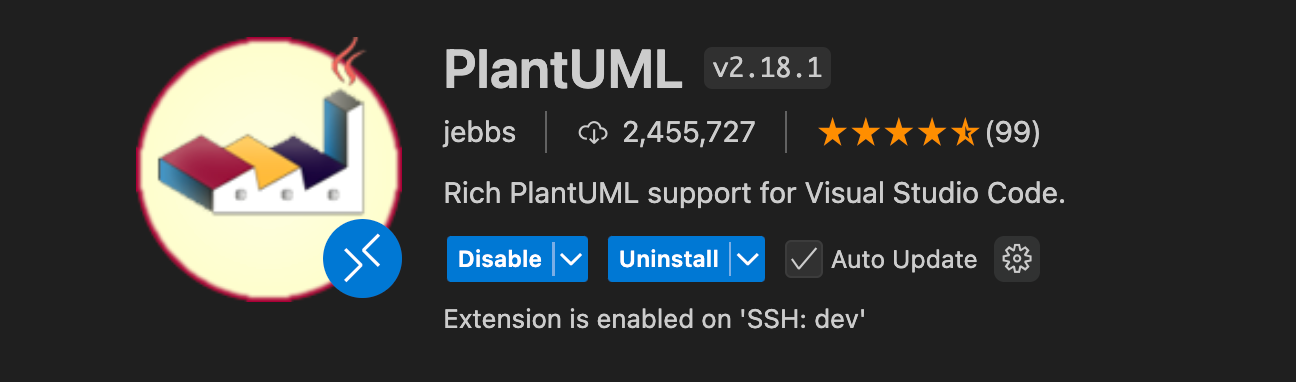 PlantUML v2.18.1
jebbs 2,455,727 (99)
Rich PlantUML support for Visual Studio Code.
Disable Uninstall Auto Update
Extension is enabled on 'SSH: dev'